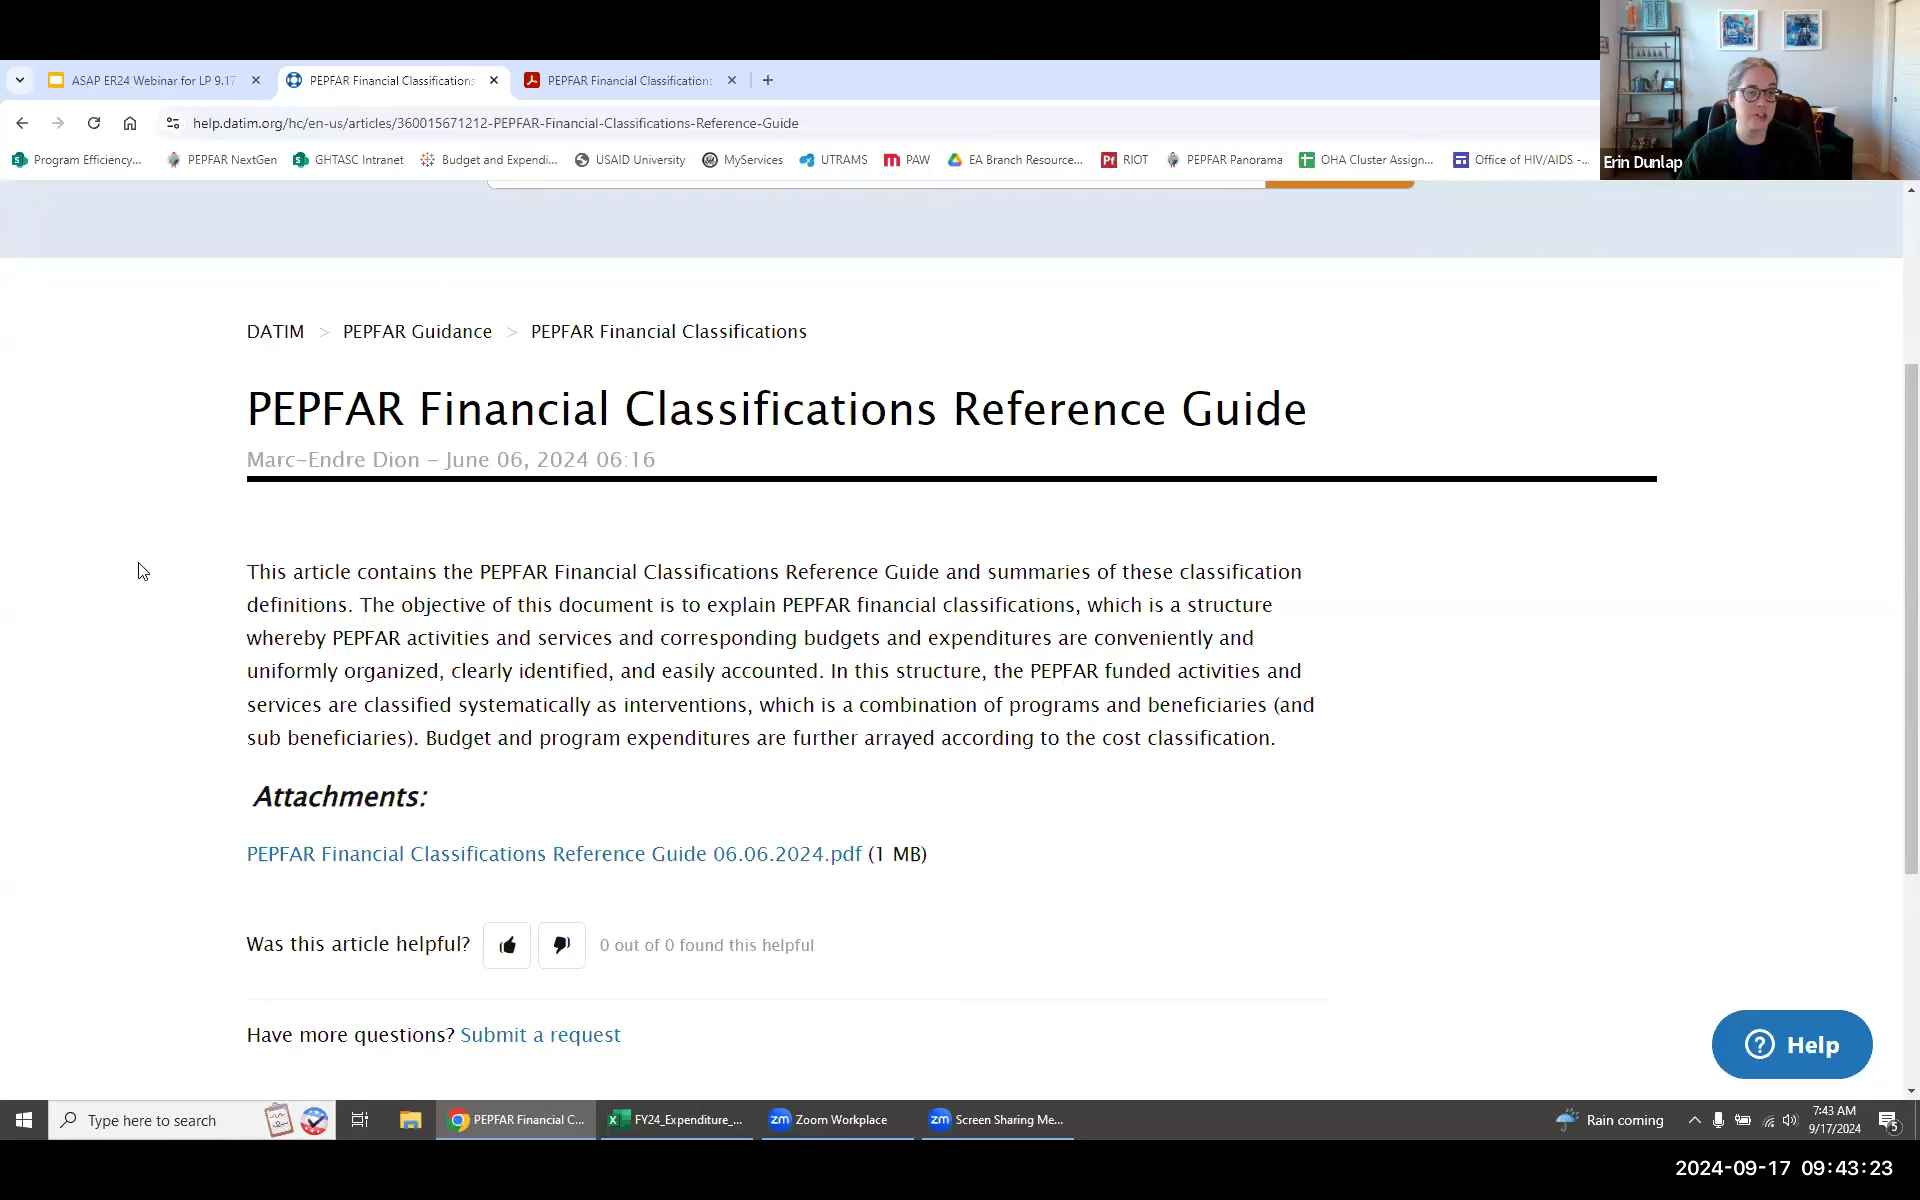 ASAP ER24 Webinar for LP 9.17
PEPFAR Financial Classifications
PEPFAR Financial Classification:
help.datim.org/hc/en-us/articles/360015671212-PEPFAR-Financial-Classifications-Reference-Guide
Program Efficiency...
PEPFAR NextGen
GHTASC Intranet
Budget and Expendi...
USAID University
MyServices
UTRAMS
PAW
EA Branch Resource...
RIOT
PEPFAR Panorama
OHA Cluster Assign...
Office of HIV/AIDS -...
Erin Dunlap
DATIM > PEPFAR Guidance > PEPFAR Financial Classifications
PEPFAR Financial Classifications Reference Guide
Marc-Endre Dion – June 06, 2024 06:16
This article contains the PEPFAR Financial Classifications Reference Guide and summaries of these classification
definitions. The objective of this document is to explain PEPFAR financial classifications, which is a structure
whereby PEPFAR activities and services and corresponding budgets and expenditures are conveniently and
uniformly organized, clearly identified, and easily accounted. In this structure, the PEPFAR funded activities and
services are classified systematically as interventions, which is a combination of programs and beneficiaries (and
sub beneficiaries). Budget and program expenditures are further arrayed according to the cost classification.
Attachments:
PEPFAR Financial Classifications Reference Guide 06.06.2024.pdf (1 MB)
Was this article helpful?
0 out of 0 found this helpful
Have more questions? Submit a request
Help
Type here to search
PEPFAR Financial C...
FY24_Expenditure_...
zm Zoom Workplace
zm Screen Sharing Me...
Rain coming
7:43 AM
9/17/2024
5
2024-09-17 09:43:23